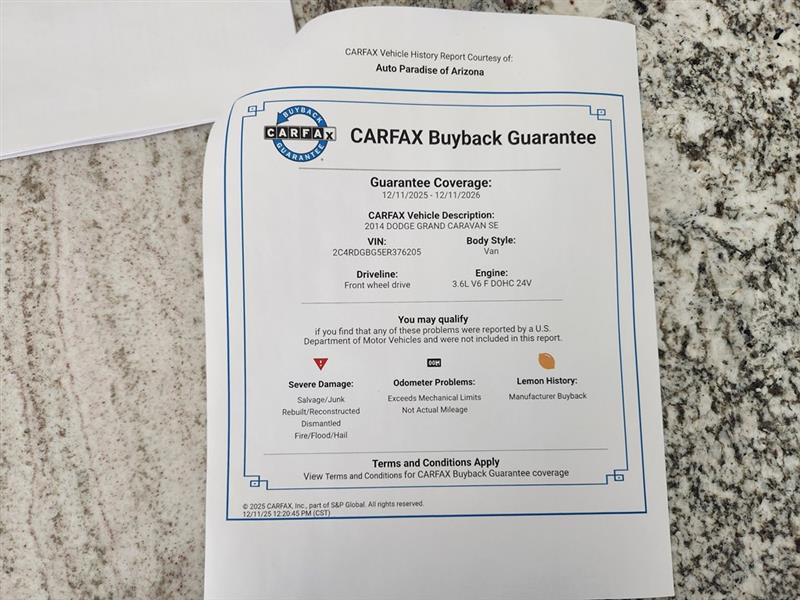 CARFAX Vehicle History Report Courtesy of:
Auto Paradise of Arizona
BUYBACK
CARFAX
GUARANTEE
CARFAX Buyback Guarantee
Guarantee Coverage:
12/11/2025 - 12/11/2026
CARFAX Vehicle Description:
2014 DODGE GRAND CARAVAN SE
VIN:
2C4RDGBG5ER376205
Body Style:
Van
Driveline:
Front wheel drive
Engine:
3.6L V6 F DOHC 24V
You may qualify
if you find that any of these problems were reported by a U.S.
Department of Motor Vehicles and were not included in this report.
Severe Damage:
Salvage/Junk
Rebuilt/Reconstructed
Dismantled
Fire/Flood/Hail
Odometer Problems:
Exceeds Mechanical Limits
Not Actual Mileage
Lemon History:
Manufacturer Buyback
Terms and Conditions Apply
View Terms and Conditions for CARFAX Buyback Guarantee coverage
© 2025 CARFAX, Inc., part of S&P Global. All rights reserved.
12/11/25 12:20:45 PM (CST)